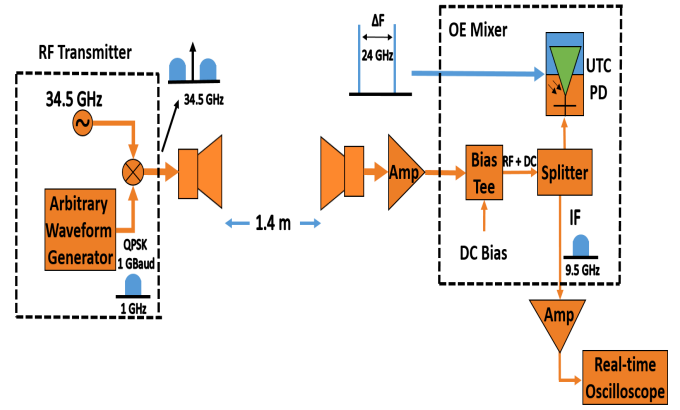 RF Transmitter
34.5 GHz
~
34.5 GHz
Arbitrary
Waveform
Generator
QPSK
1 GBaud
1 GHz
1.4 m
ΔF
24 GHz
OE Mixer
UTC
PD
Amp
Bias
Tee
RF + DC
Splitter
DC Bias
IF
9.5 GHz
Amp
Real-time
Oscilloscope